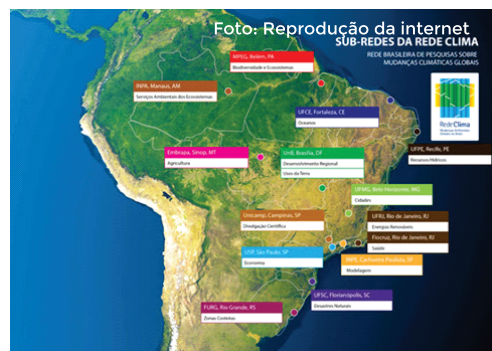 Foto: Reprodução da internet
SUB-REDES DA REDE CLIMA
REDE BRASILEIRA DE PESQUISAS SOBRE
MUDANÇAS CLIMÁTICAS GLOBAIS
MPEG, Belém, PA
Biodiversidade e Ecossistemas
INPA, Manaus, AM
Serviços Ambientais dos Ecossistemas
Rede Clima
UFCE, Fortaleza, CE
Oceanos
UFPE, Recife, PE
Recursos Hídricos
Embrapa, Sinop, MT
Agricultura
UnB, Brasília, DF
Desenvolvimento Regional
Usos da Terra
UFMG, Belo Horizonte, MG
Cidades
Unicamp, Campinas, SP
Divulgação Científica
UFRJ, Rio de Janeiro, RJ
Energias Renováveis
Fiocruz, Rio de Janeiro, RJ
Saúde
USP, São Paulo, SP
Economia
INPE, Cachoeira Paulista, SP
Modelagem
UFSC, Florianópolis, SC
Desastres Naturais
FURG, Rio Grande, RS
Zonas Costeiras